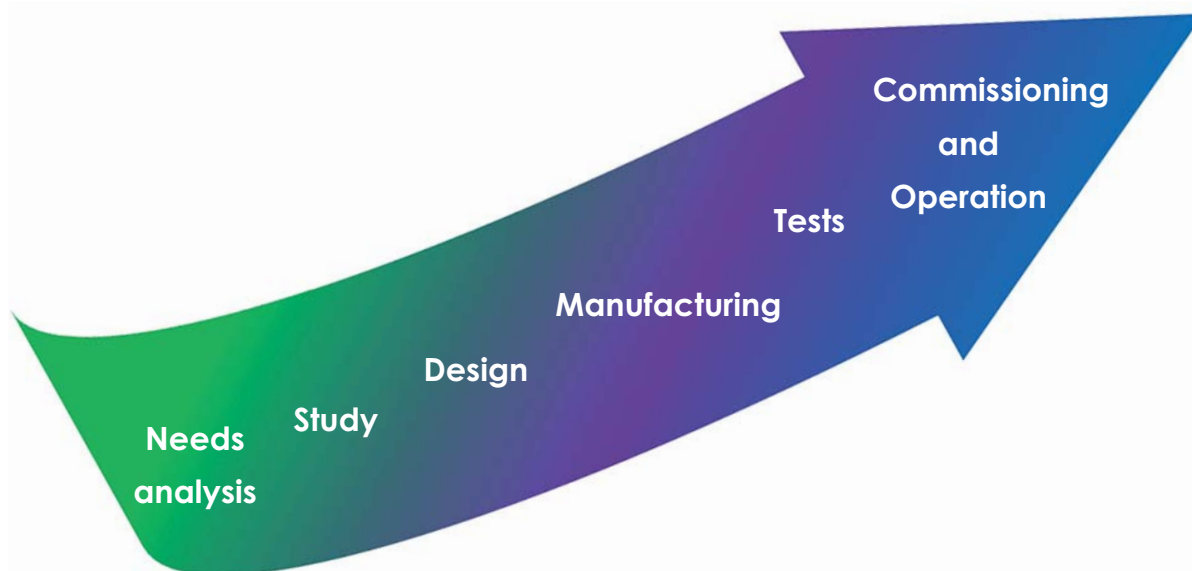 Needs
analysis
Study
Design
Manufacturing
Tests
Commissioning
and
Operation